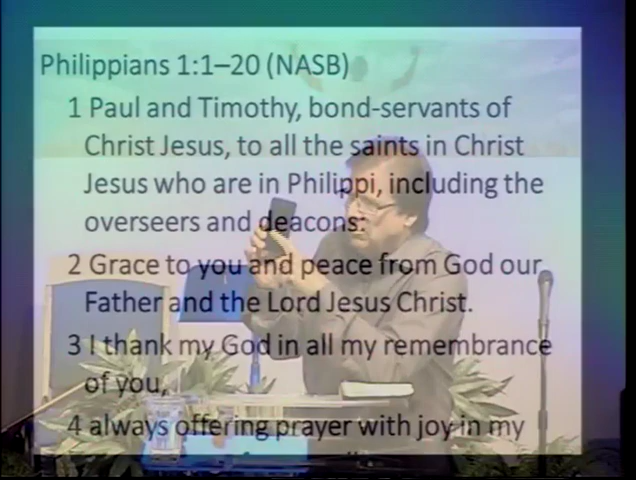 Philippians 1:1–20 (NASB)
1 Paul and Timothy, bond-servants of
Christ Jesus, to all the saints in Christ
Jesus who are in Philippi, including the
overseers and deacons:
2 Grace to you and peace from God our
Father and the Lord Jesus Christ.
3 I thank my God in all my remembrance
of you,
4 always offering prayer with joy in my